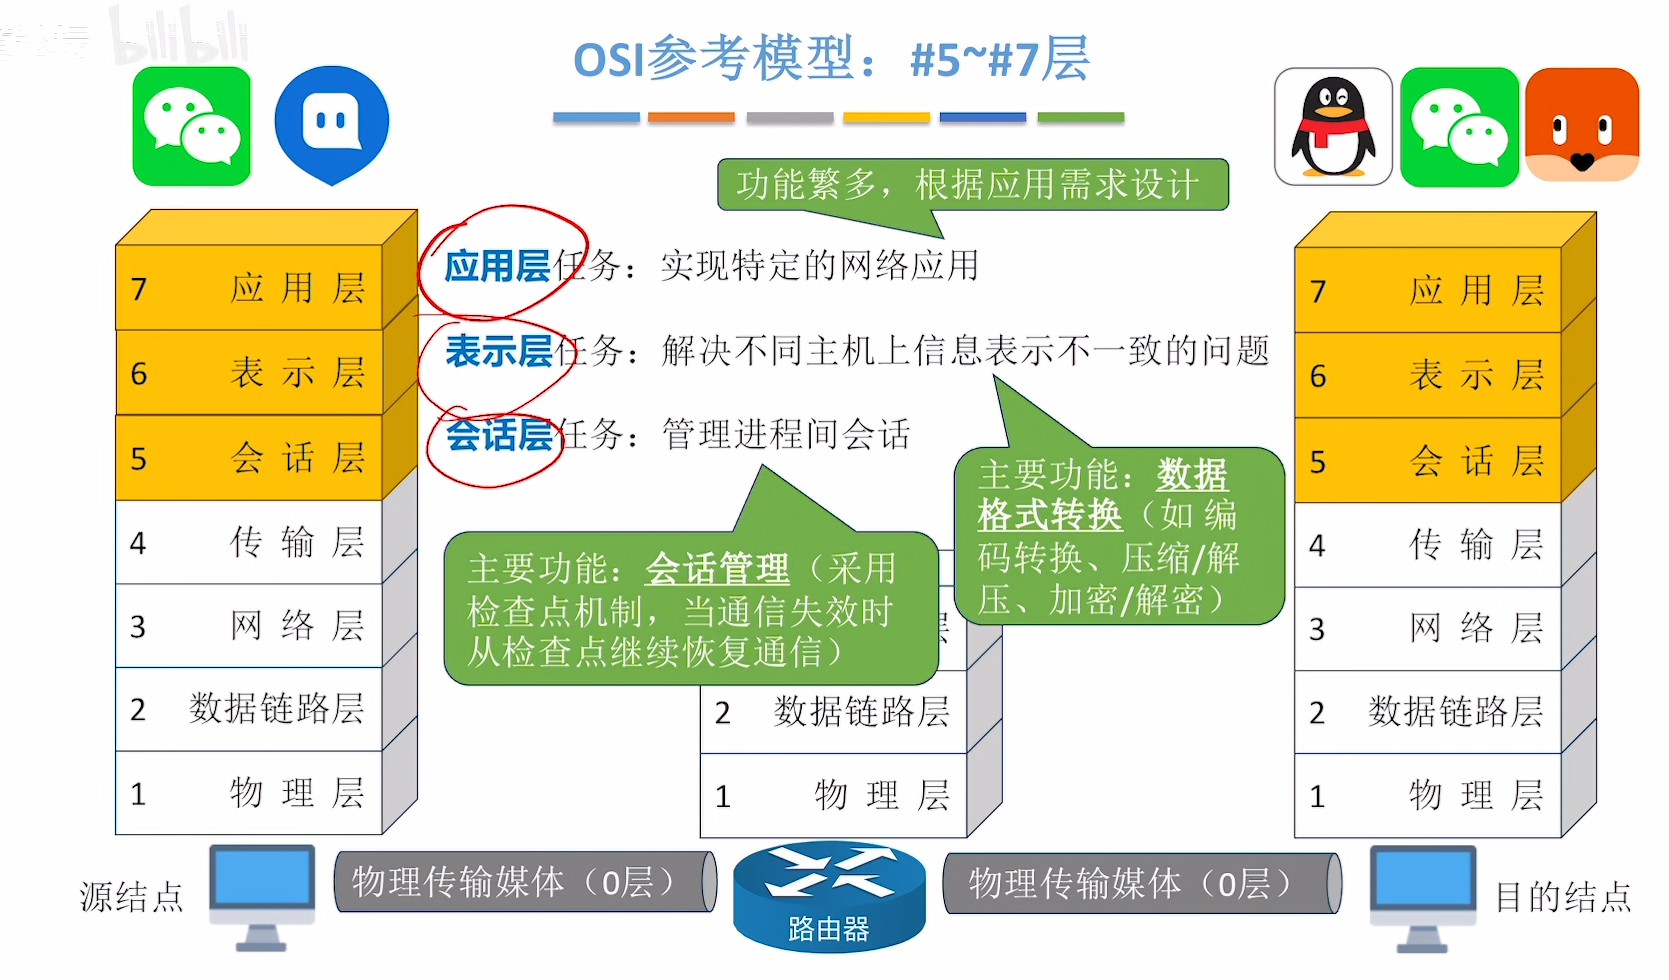 bilibili
OSI参考模型：#5~#7层
功能繁多，根据应用需求设计
应用层任务：实现特定的网络应用
表示层任务：解决不同主机上信息表示不一致的问题
会话层任务：管理进程间会话
主要功能：数据
格式转换（如 编
码转换、压缩/解
压、加密/解密）
主要功能：会话管理（采用
检查点机制，当通信失效时
从检查点继续恢复通信）
7 应用层
6 表示层
5 会话层
4 传输层
3 网络层
2 数据链路层
1 物理层
层
2 数据链路层
1 物理层
7 应用层
6 表示层
5 会话层
4 传输层
3 网络层
2 数据链路层
1 物理层
源结点
物理传输媒体（0层）
路由器
物理传输媒体（0层）
目的结点